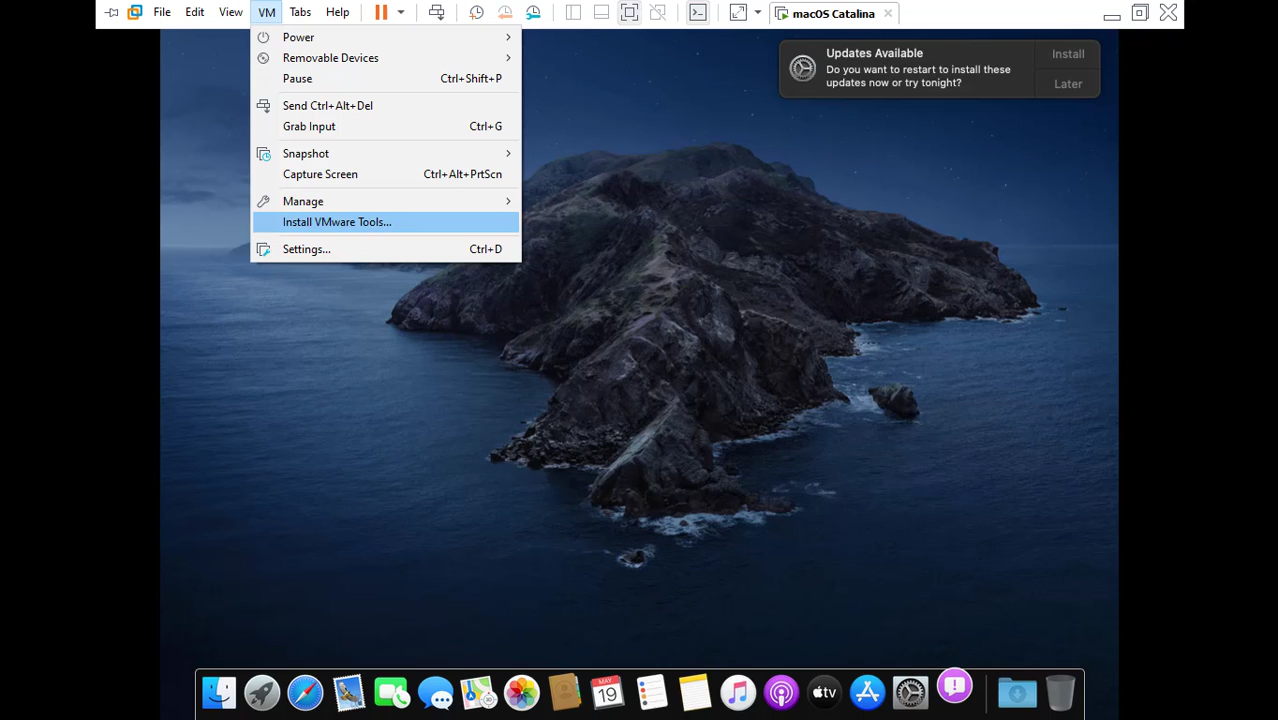 File Edit View VM Tabs Help macOS Catalina
Power
Removable Devices
Pause Ctrl+Shift+P
Send Ctrl+Alt+Del
Grab Input Ctrl+G
Snapshot
Capture Screen Ctrl+Alt+PrtScn
Manage
Install VMware Tools...
Settings... Ctrl+D
Updates Available
Do you want to restart to install these
updates now or try tonight?
Install
Later
MAY
19
tv